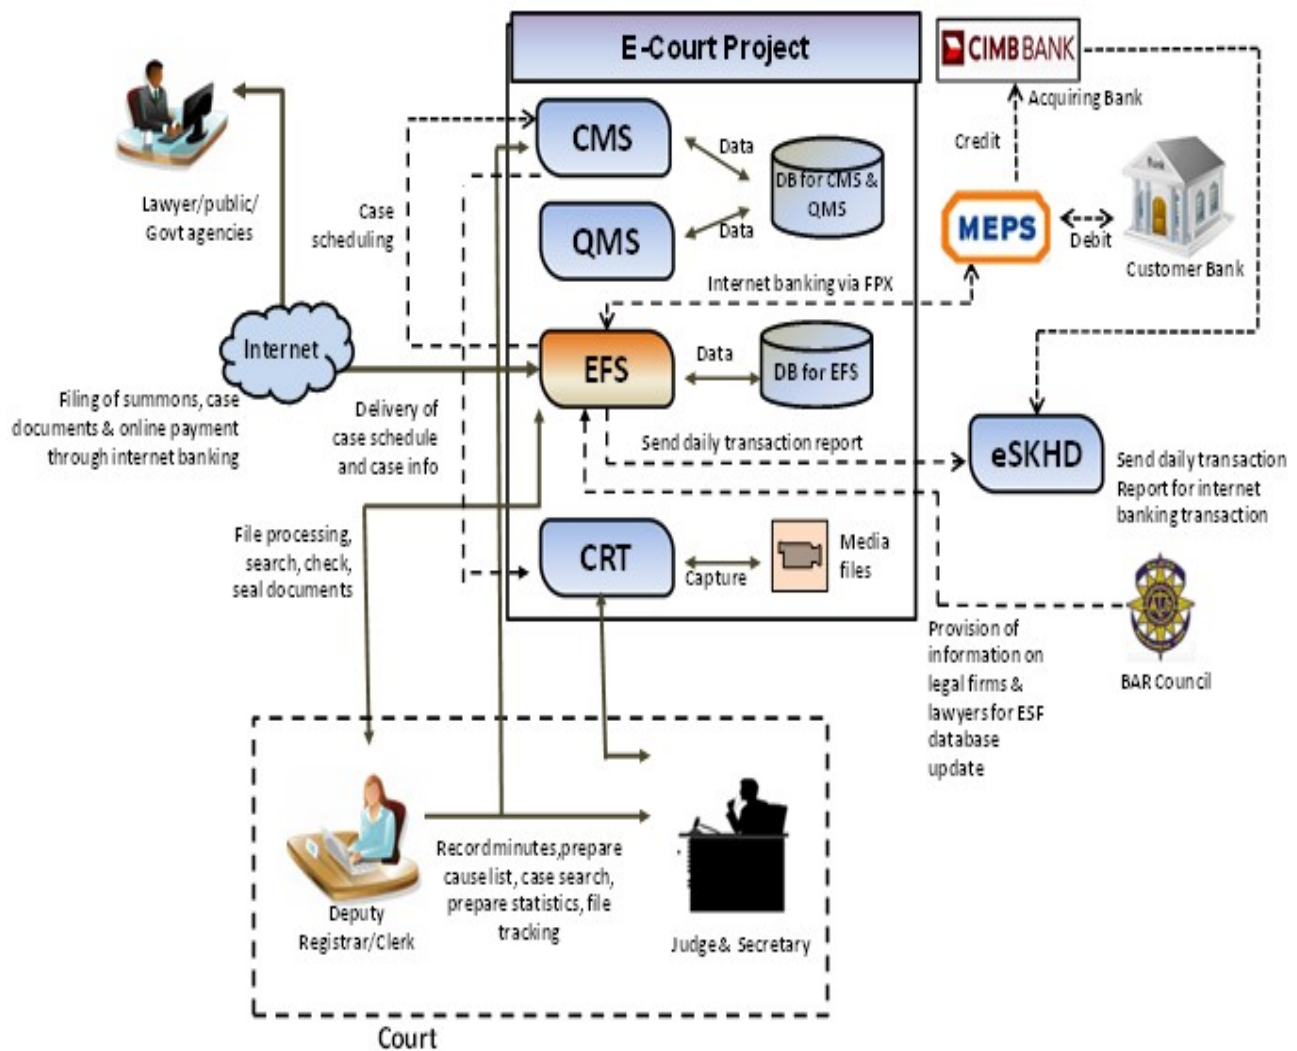 E-Court Project
CIMB BANK
Acquiring Bank
Credit
Lawyer/public/
Govt agencies
CMS
Data
DB for CMS &
QMS
Case
scheduling
QMS
Data
MEPS
Debit
Bank
Customer Bank
Internet banking via FPX
Internet
EFS
Data
DB for EFS
Filing of summons, case
documents & online payment
through internet banking
Delivery of
case schedule
and case info
Send daily transaction report
eSKHD
Send daily transaction
Report for internet
banking transaction
File processing,
search, check,
seal documents
CRT
Capture
Media
files
Provision of
information on
legal firms &
lawyers for ESF
database
update
BAR Council
Record minutes,prepare
cause list, case search,
prepare statistics, file
tracking
Deputy
Registrar/Clerk
Judge & Secretary
Court